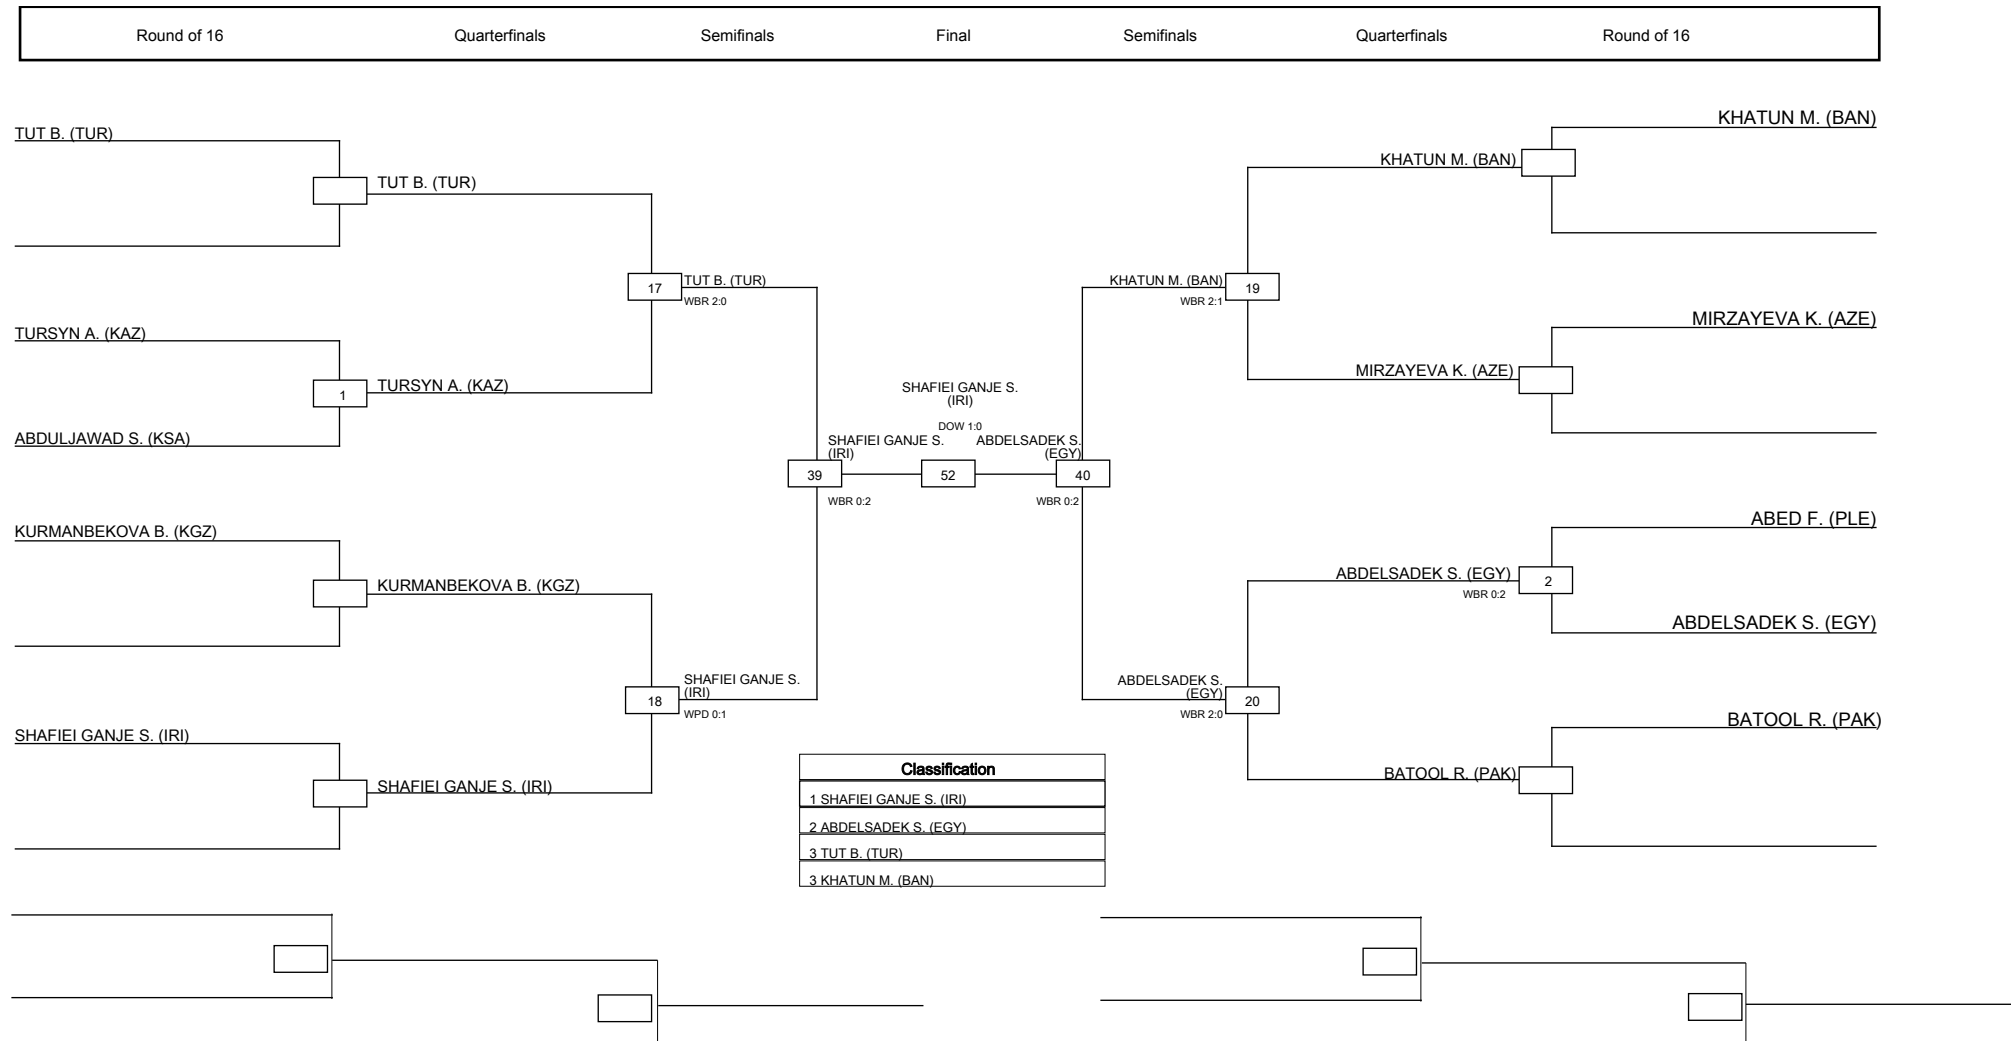 Round of 16 Quarterfinals Semifinals Final Semifinals Quarterfinals Round of 16
TUT B. (TUR)
TUT B. (TUR)
TURSYN A. (KAZ)
1
TURSYN A. (KAZ)
ABDULJAWAD S. (KSA)
17
TUT B. (TUR)
WBR 2:0
KURMANBEKOVA B. (KGZ)
KURMANBEKOVA B. (KGZ)
SHAFIEI GANJE S. (IRI)
SHAFIEI GANJE S. (IRI)
18
SHAFIEI GANJE S.
(IRI)
WPD 0:1
39
SHAFIEI GANJE S.
(IRI)
WBR 0:2
SHAFIEI GANJE S.
(IRI)
DOW 1:0
52
ABDELSADEK S.
(EGY)
40
WBR 0:2
KHATUN M. (BAN)
WBR 2:1
19
KHATUN M. (BAN)
KHATUN M. (BAN)
MIRZAYEVA K. (AZE)
MIRZAYEVA K. (AZE)
ABDELSADEK S.
(EGY)
WBR 2:0
20
ABED F. (PLE)
ABDELSADEK S. (EGY)
WBR 0:2
2
ABDELSADEK S. (EGY)
BATOOL R. (PAK)
BATOOL R. (PAK)
Classification
1 SHAFIEI GANJE S. (IRI)
2 ABDELSADEK S. (EGY)
3 TUT B. (TUR)
3 KHATUN M. (BAN)